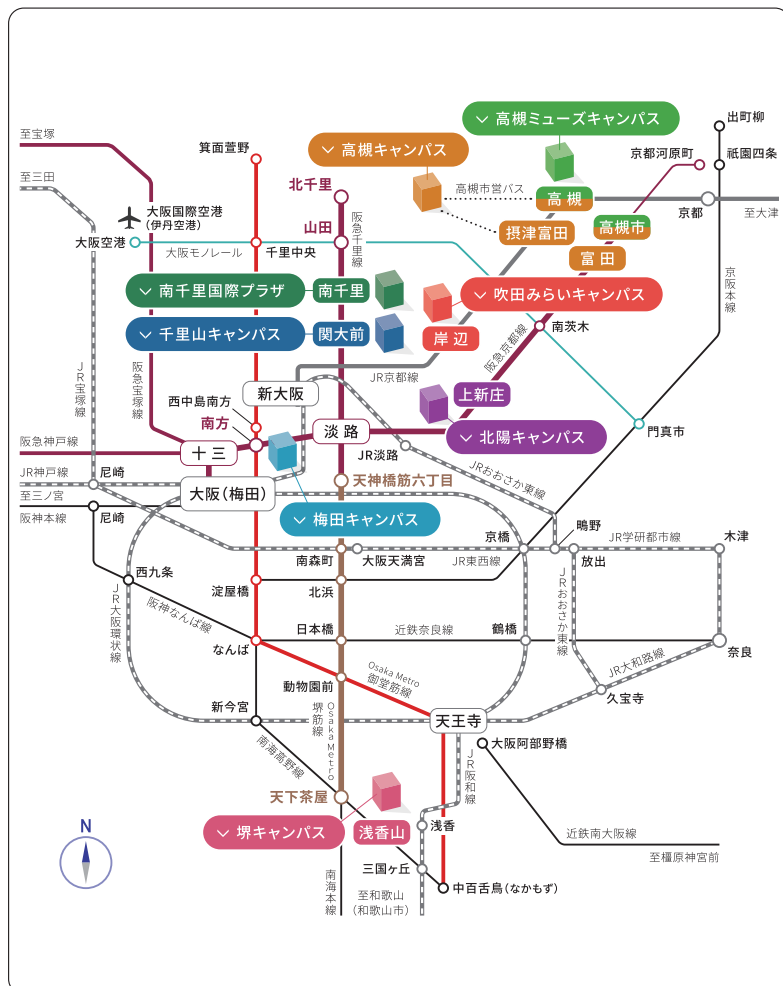 高槻ミューズキャンパス
出町柳
至宝塚
高槻キャンパス
箕面萱野
京都河原町
祇園四条
至三田
北千里
高槻市営バス
高槻
京都
至大津
大阪国際空港
(伊丹空港)
山田
阪急千里線
摂津富田
高槻市
大阪空港
大阪モノレール
千里中央
富田
京阪本線
南千里国際プラザ
南千里
吹田みらいキャンパス
千里山キャンパス
関大前
岸辺
阪急京都線
南茨木
JR宝塚線
阪急宝塚線
JR京都線
新大阪
西中島南方
上新庄
南方
淡路
北陽キャンパス
門真市
阪急神戸線
十三
JR淡路
JRおおさか東線
JR神戸線
尼崎
天神橋筋六丁目
至三ノ宮
大阪(梅田)
阪神本線
尼崎
梅田キャンパス
鴫野
京橋
JR学研都市線
木津
南森町
大阪天満宮
JR東西線
放出
西九条
淀屋橋
北浜
JR大阪環状線
阪神なんば線
JRおおさか東線
日本橋
近鉄奈良線
鶴橋
なんば
奈良
Osaka Metro
御堂筋線
JR大和路線
動物園前
久宝寺
新今宮
堺筋線
Osaka Metro
天王寺
南海高野線
大阪阿部野橋
JR阪和線
天下茶屋
堺キャンパス
浅香山
浅香
近鉄南大阪線
N
至橿原神宮前
三国ヶ丘
南海本線
中百舌鳥(なかもず)
至和歌山
(和歌山市)